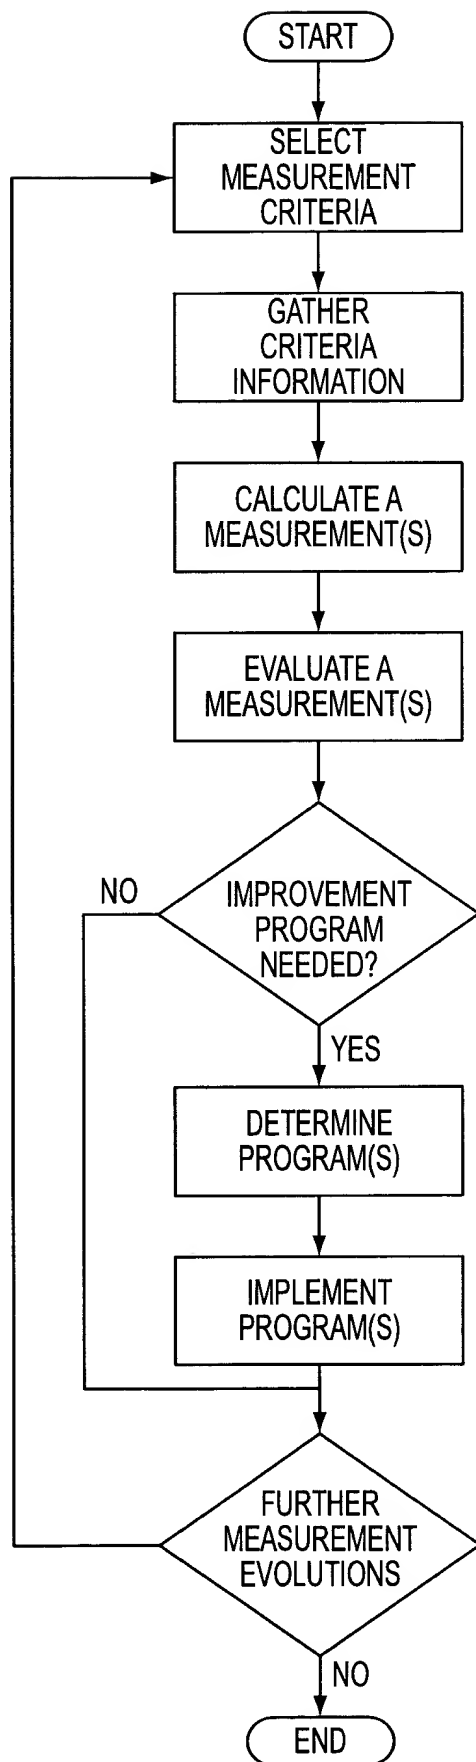 START
SELECT
MEASUREMENT
CRITERIA
GATHER
CRITERIA
INFORMATION
CALCULATE A
MEASUREMENT(S)
EVALUATE A
MEASUREMENT(S)
NO
IMPROVEMENT
PROGRAM
NEEDED?
YES
DETERMINE
PROGRAM(S)
IMPLEMENT
PROGRAM(S)
FURTHER
MEASUREMENT
EVOLUTIONS
NO
END